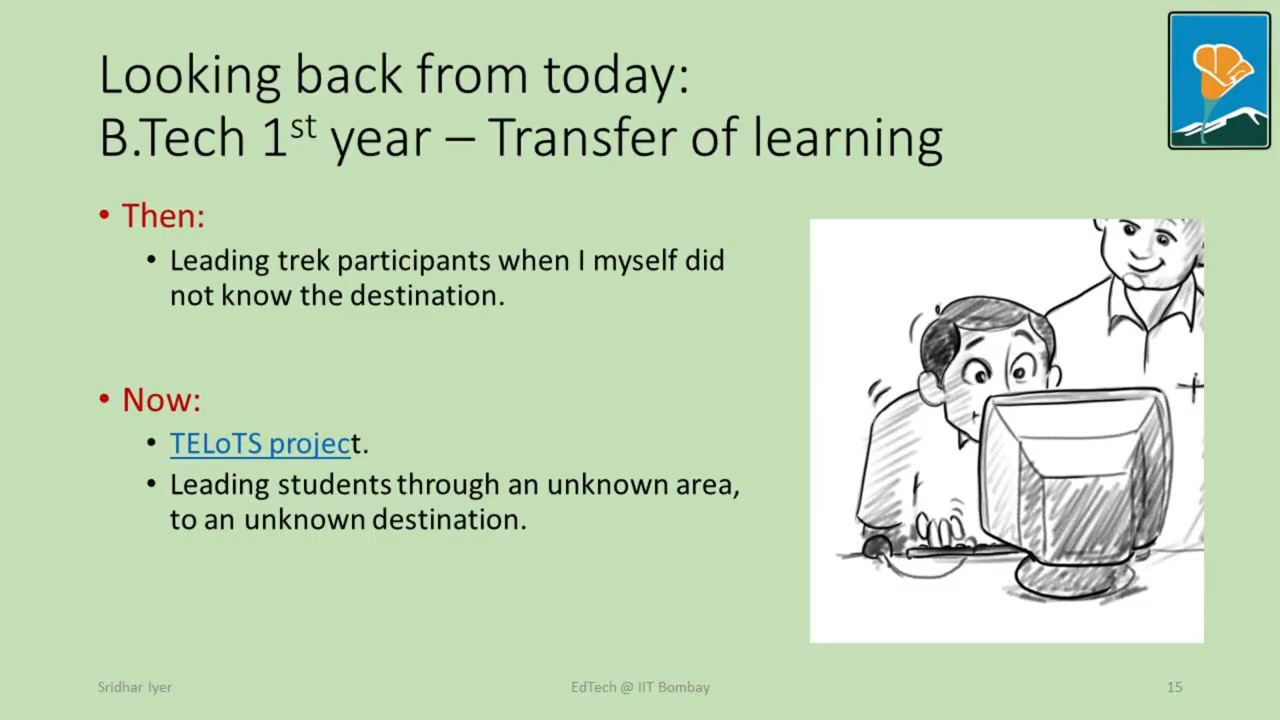 Looking back from today:
B.Tech 1st year – Transfer of learning
• Then:
• Leading trek participants when I myself did
not know the destination.
• Now:
• TELoTS project.
• Leading students through an unknown area,
to an unknown destination.
Sridhar Iyer
EdTech @ IIT Bombay
15